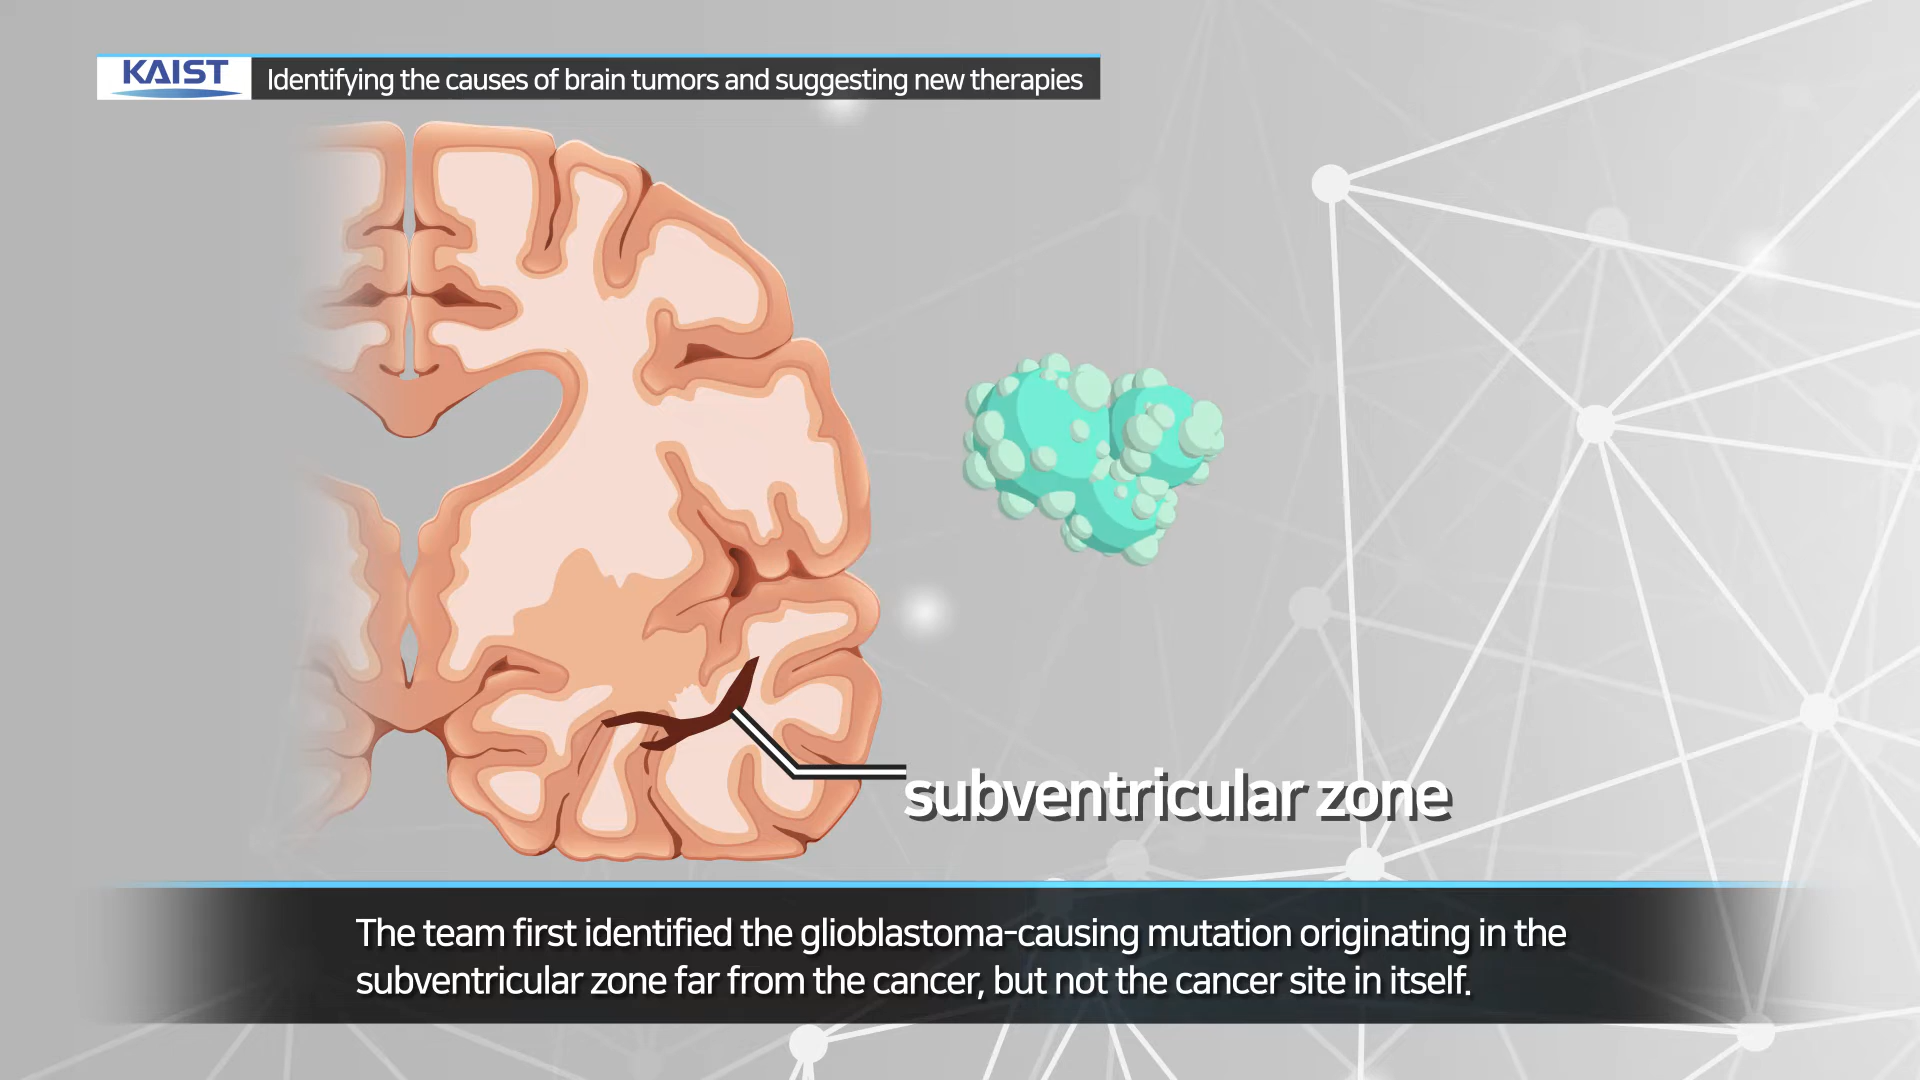 KAIST
Identifying the causes of brain tumors and suggesting new therapies
subventricular zone
The team first identified the glioblastoma-causing mutation originating in the
subventricular zone far from the cancer, but not the cancer site in itself.